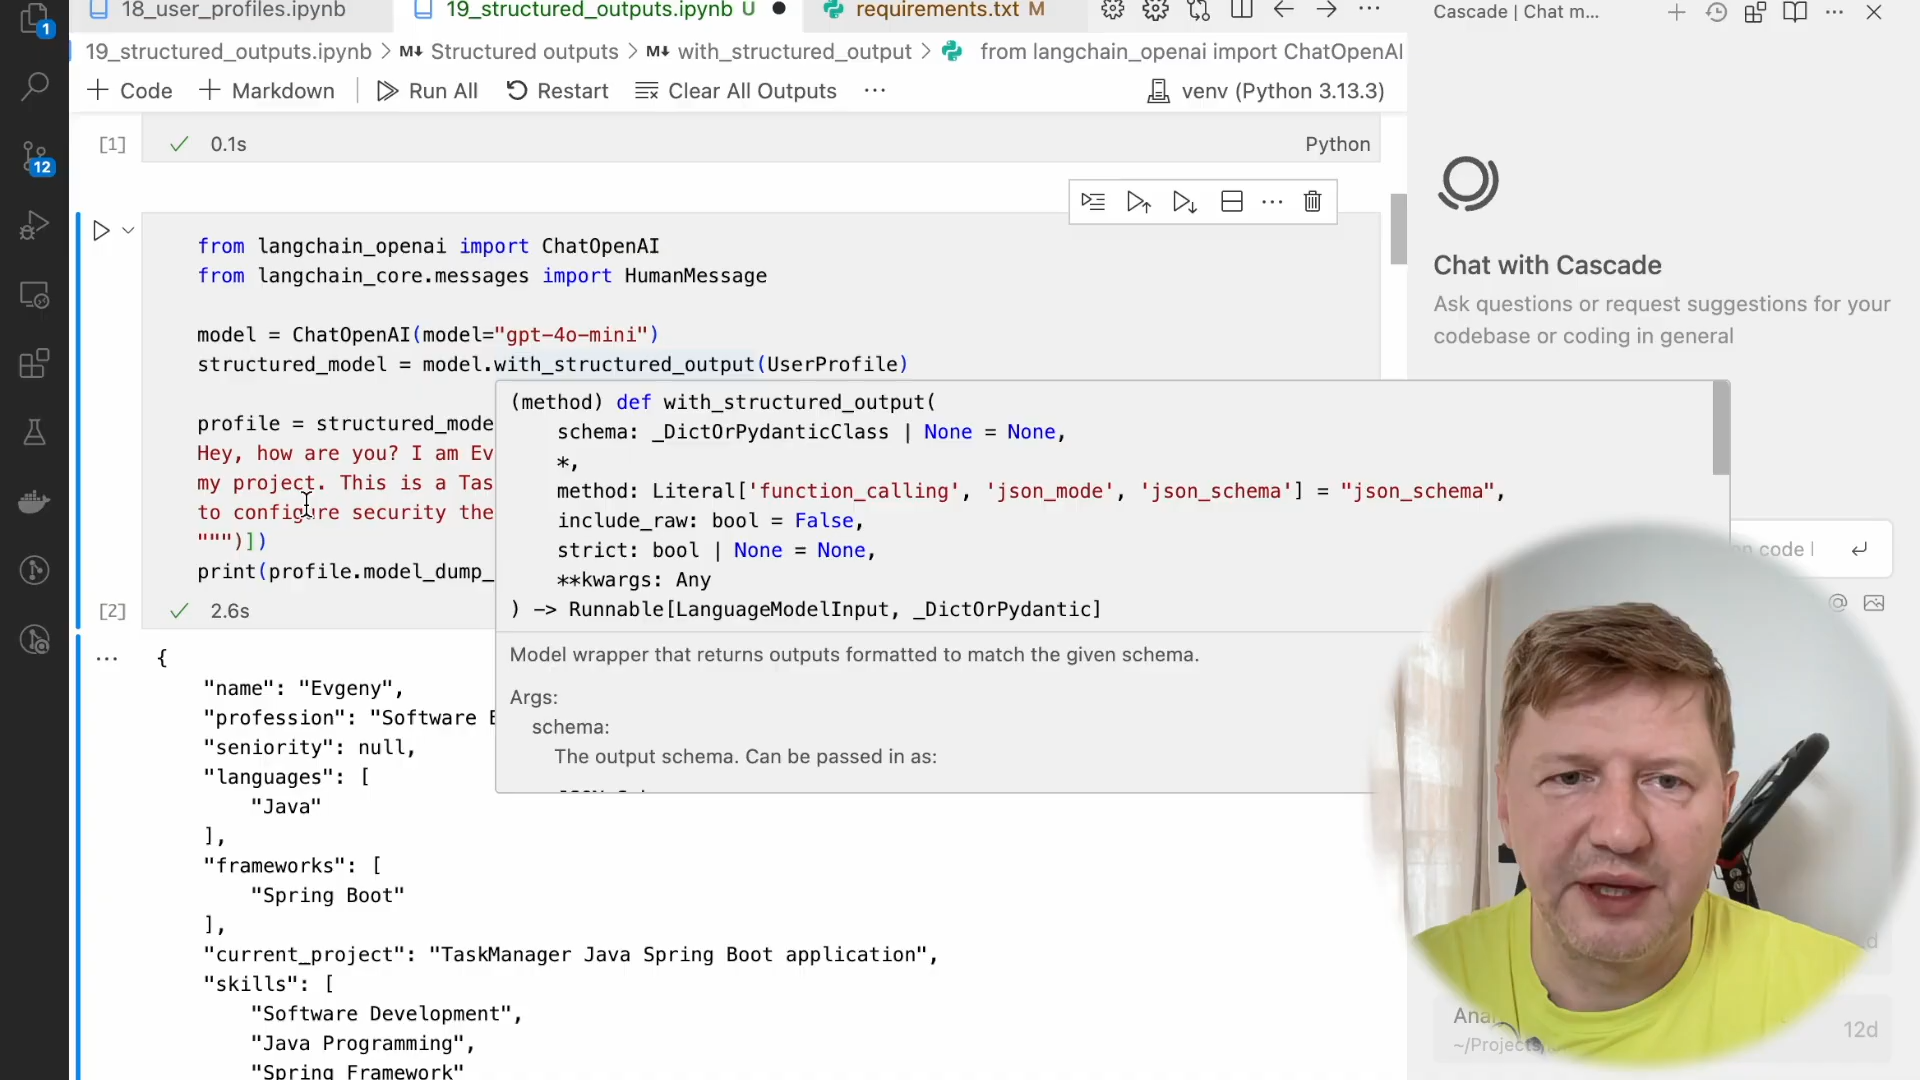 18_user_profiles.ipynb
19_structured_outputs.ipynb U
requirements.txt M
Cascade | Chat m...
19_structured_outputs.ipynb > M↓ Structured outputs > M↓ with_structured_output > from langchain_openai import ChatOpenAI
+ Code + Markdown Run All Restart Clear All Outputs ... venv (Python 3.13.3)
1
12
[1] 0.1s Python
from langchain_openai import ChatOpenAI
from langchain_core.messages import HumanMessage
model = ChatOpenAI(model="gpt-4o-mini")
structured_model = model.with_structured_output(UserProfile)
profile = structured_mode
Hey, how are you? I am Ev
my project. This is a Tas
to configure security the
""")])
print(profile.model_dump_
[2] 2.6s
(method) def with_structured_output(
schema: _DictOrPydanticClass | None = None,
*,
method: Literal['function_calling', 'json_mode', 'json_schema'] = "json_schema",
include_raw: bool = False,
strict: bool | None = None,
**kwargs: Any
) -> Runnable[LanguageModelInput, _DictOrPydantic]
Model wrapper that returns outputs formatted to match the given schema.
Args:
schema:
The output schema. Can be passed in as:
{
"name": "Evgeny",
"profession": "Software E
"seniority": null,
"languages": [
"Java"
],
"frameworks": [
"Spring Boot"
],
"current_project": "TaskManager Java Spring Boot application",
"skills": [
"Software Development",
"Java Programming",
"Spring Framework"
Chat with Cascade
Ask questions or request suggestions for your
codebase or coding in general
code
12d
~/Projects